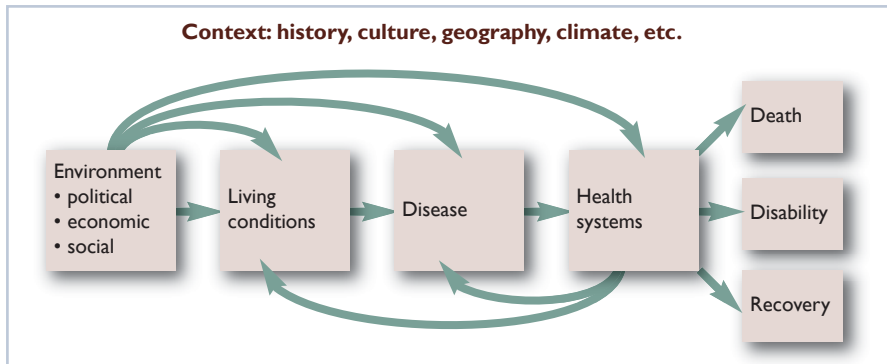 Context: history, culture, geography, climate, etc.
Environment
• political
• economic
• social
Living
conditions
Disease
Health
systems
Death
Disability
Recovery